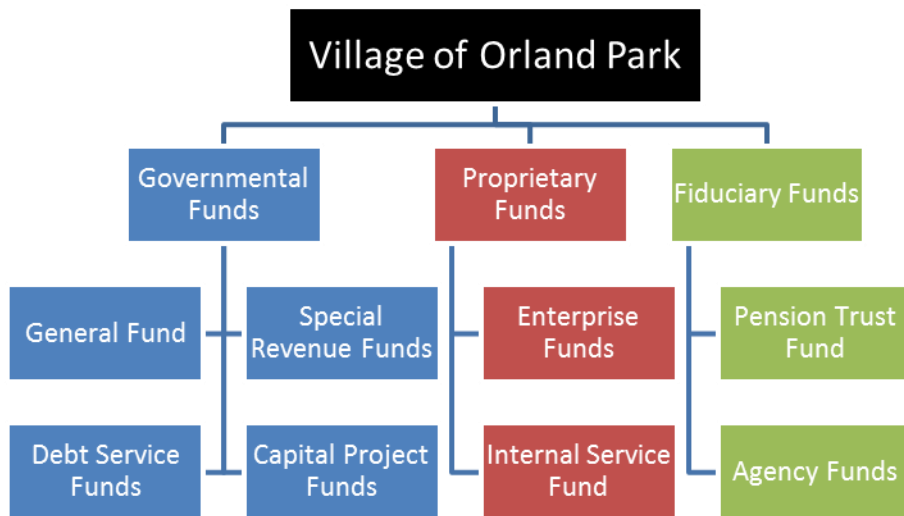 Village of Orland Park
Governmental
Funds
Proprietary
Funds
Fiduciary Funds
General Fund
Special
Revenue Funds
Enterprise
Funds
Pension Trust
Fund
Debt Service
Funds
Capital Project
Funds
Internal Service
Fund
Agency Funds